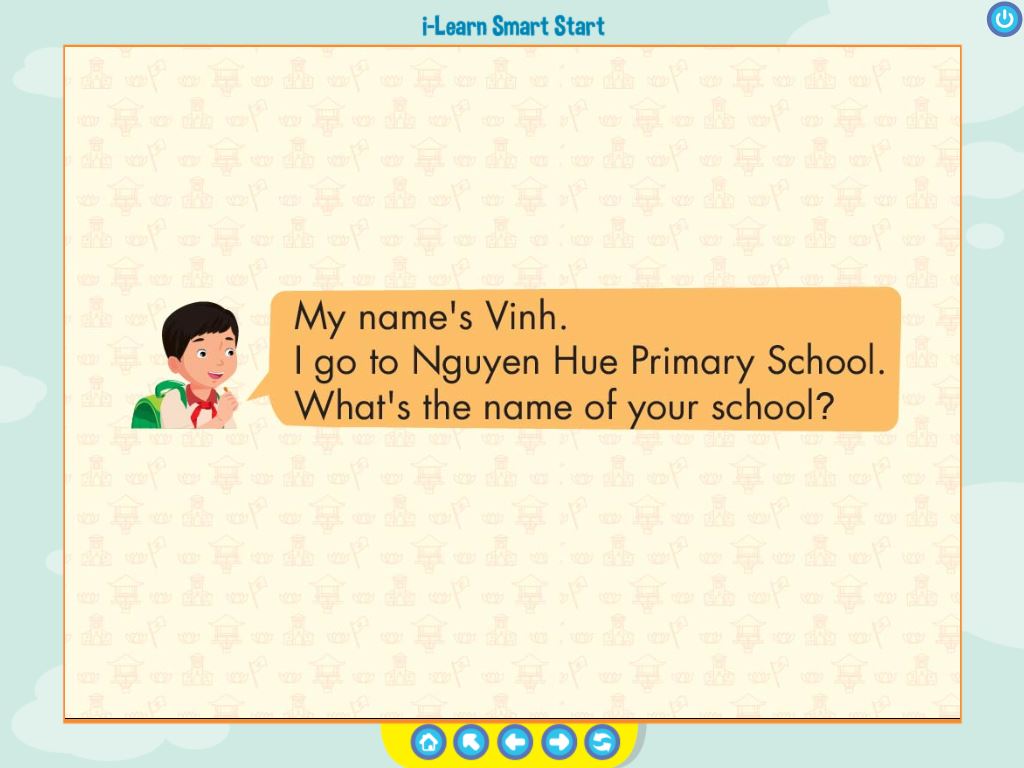 i-Learn Smart Start
My name's Vinh.
I go to Nguyen Hue Primary School.
What's the name of your school?